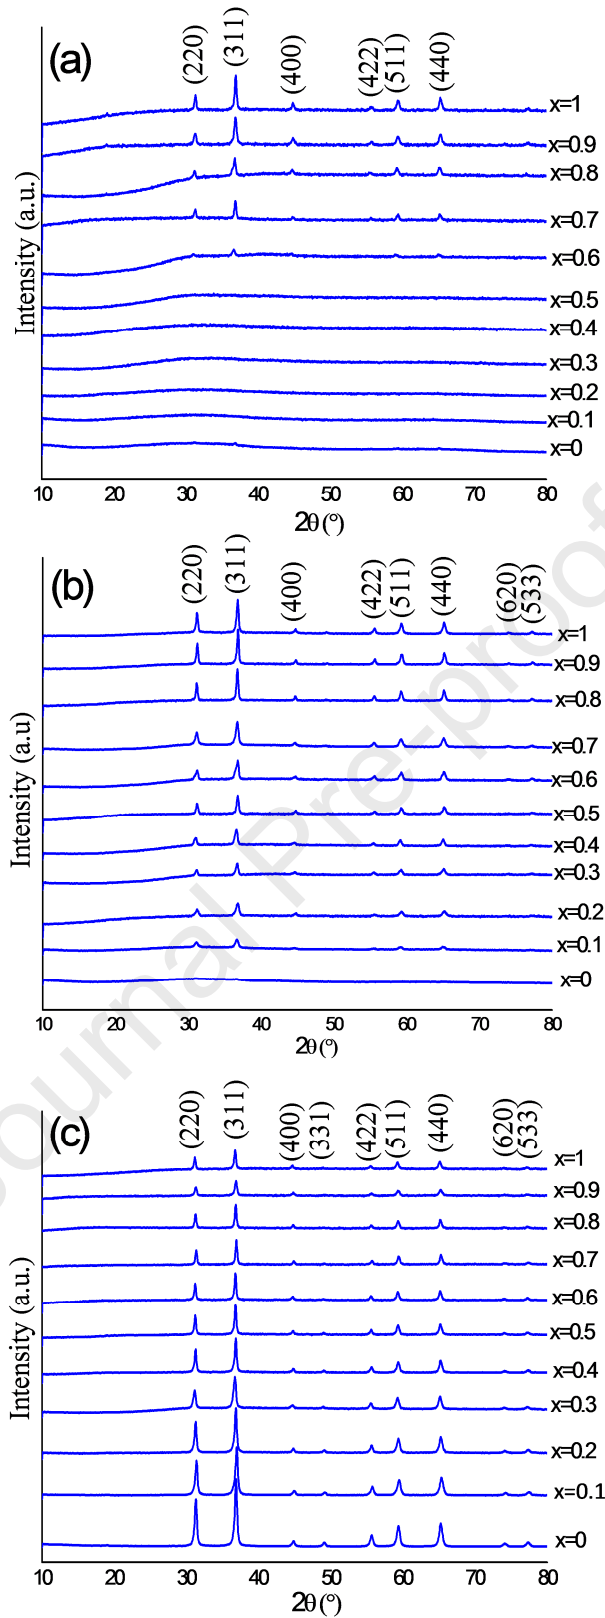 (a)
(220)
(311)
(400)
(422)
(511)
(440)
x=1
x=0.9
x=0.8
x=0.7
x=0.6
x=0.5
x=0.4
x=0.3
x=0.2
x=0.1
x=0
Intensity (a.u.)
10 20 30 40 50 60 70 80
2θ (°)
(b)
(220)
(311)
(400)
(422)
(511)
(440)
(620)
(533)
x=1
x=0.9
x=0.8
x=0.7
x=0.6
x=0.5
x=0.4
x=0.3
x=0.2
x=0.1
x=0
Intensity (a.u)
10 20 30 40 50 60 70 80
2θ (°)
(c)
(220)
(311)
(400)
(331)
(422)
(511)
(440)
(620)
(533)
x=1
x=0.9
x=0.8
x=0.7
x=0.6
x=0.5
x=0.4
x=0.3
x=0.2
x=0.1
x=0
Intensity (a.u.)
10 20 30 40 50 60 70 80
2θ (°)
Journal Pre-proof